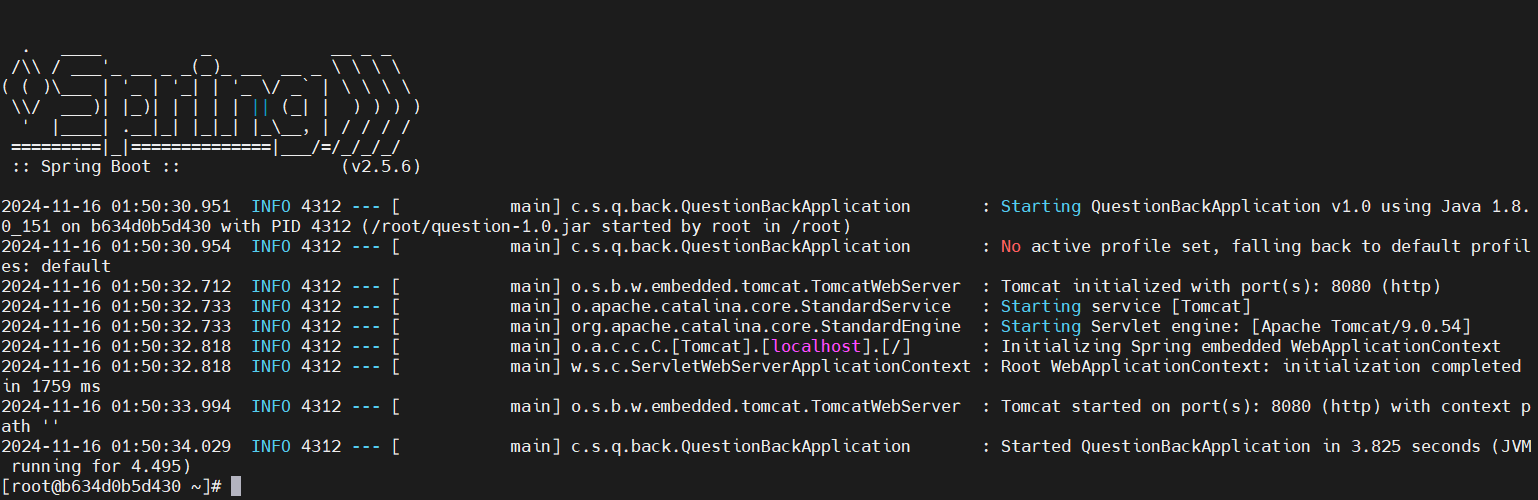 .   ____          _            __ _ _
 /\\ / ___'_ __ _ _(_)_ __  __ _ \ \ \ \
( ( )\___ | '_ | '_| | '_ \/ _` | \ \ \ \
 \\/  ___)| |_)| | | | | || (_| |  ) ) ) )
  '  |____| .__|_| |_|_| |_\__, | / / / /
 =========|_|==============|___/=/_/_/_/
 :: Spring Boot ::                (v2.5.6)
2024-11-16 01:50:30.951  INFO 4312 --- [           main] c.s.q.back.QuestionBackApplication       : Starting QuestionBackApplication v1.0 using Java 1.8.
0_151 on b634d0b5d430 with PID 4312 (/root/question-1.0.jar started by root in /root)
2024-11-16 01:50:30.954  INFO 4312 --- [           main] c.s.q.back.QuestionBackApplication       : No active profile set, falling back to default profil
es: default
2024-11-16 01:50:32.712  INFO 4312 --- [           main] o.s.b.w.embedded.tomcat.TomcatWebServer  : Tomcat initialized with port(s): 8080 (http)
2024-11-16 01:50:32.733  INFO 4312 --- [           main] o.apache.catalina.core.StandardService   : Starting service [Tomcat]
2024-11-16 01:50:32.733  INFO 4312 --- [           main] org.apache.catalina.core.StandardEngine  : Starting Servlet engine: [Apache Tomcat/9.0.54]
2024-11-16 01:50:32.818  INFO 4312 --- [           main] o.a.c.c.C.[Tomcat].[localhost].[/]       : Initializing Spring embedded WebApplicationContext
2024-11-16 01:50:32.818  INFO 4312 --- [           main] w.s.c.ServletWebServerApplicationContext : Root WebApplicationContext: initialization completed
in 1759 ms
2024-11-16 01:50:33.994  INFO 4312 --- [           main] o.s.b.w.embedded.tomcat.TomcatWebServer  : Tomcat started on port(s): 8080 (http) with context p
ath ''
2024-11-16 01:50:34.029  INFO 4312 --- [           main] c.s.q.back.QuestionBackApplication       : Started QuestionBackApplication in 3.825 seconds (JVM
 running for 4.495)
[root@b634d0b5d430 ~]#